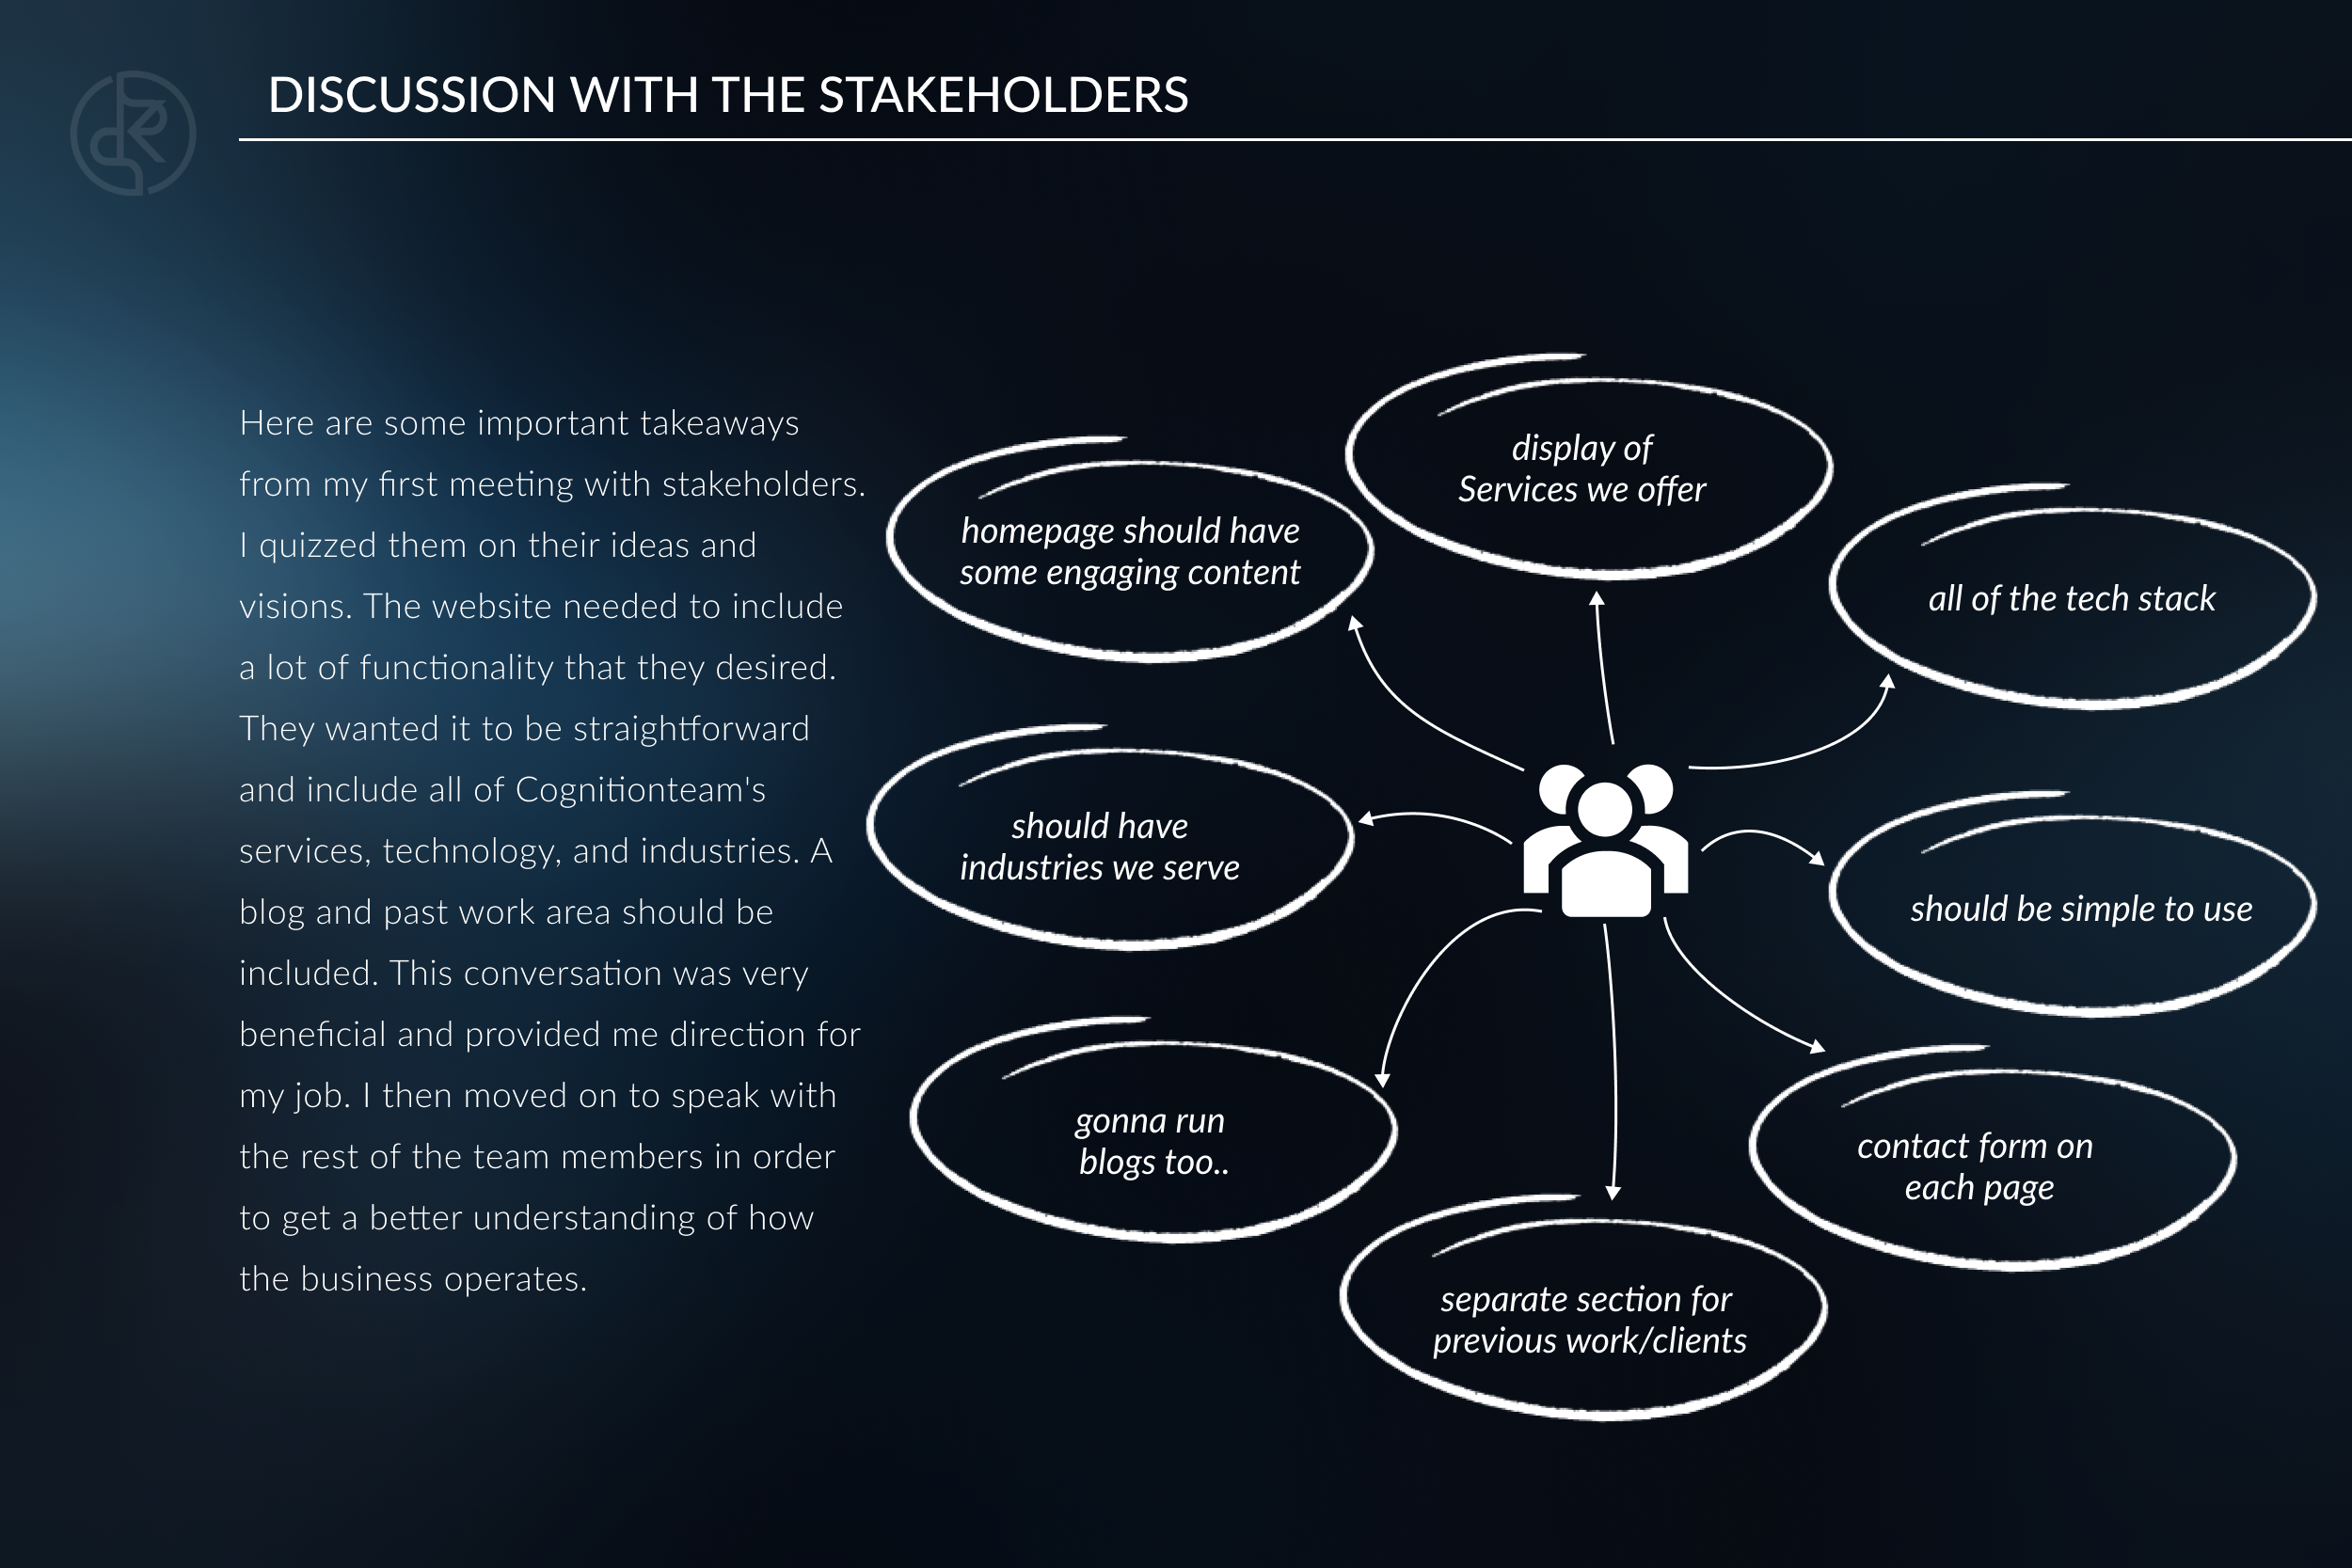 DISCUSSION WITH THE STAKEHOLDERS
Here are some important takeaways
from my first meeting with stakeholders.
I quizzed them on their ideas and
visions. The website needed to include
a lot of functionality that they desired.
They wanted it to be straightforward
and include all of Cognitionteam's
services, technology, and industries. A
blog and past work area should be
included. This conversation was very
beneficial and provided me direction for
my job. I then moved on to speak with
the rest of the team members in order
to get a better understanding of how
the business operates.
homepage should have
some engaging content
display of
Services we offer
all of the tech stack
should have
industries we serve
should be simple to use
gonna run
blogs too..
contact form on
each page
separate section for
previous work/clients